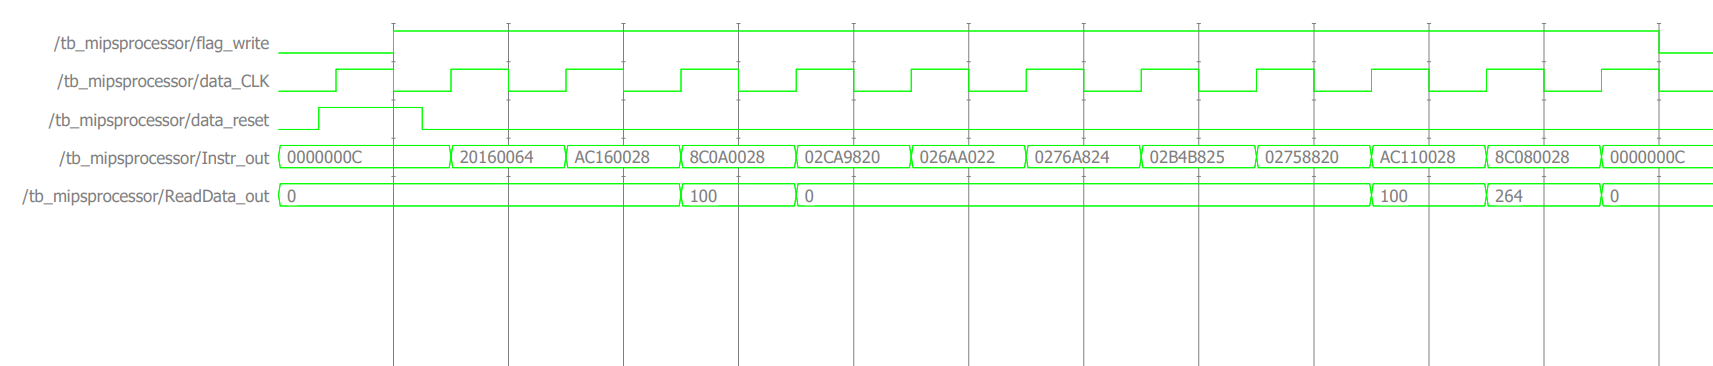 /tb_mipsprocessor/flag_write
/tb_mipsprocessor/data_CLK
/tb_mipsprocessor/data_reset
/tb_mipsprocessor/Instr_out 0000000C 20160064 AC160028 8C0A0028 02CA9820 026AA022 0276A824 02B4B825 02758820 AC110028 8C080028 0000000C
/tb_mipsprocessor/ReadData_out 0 100 0 100 264 0